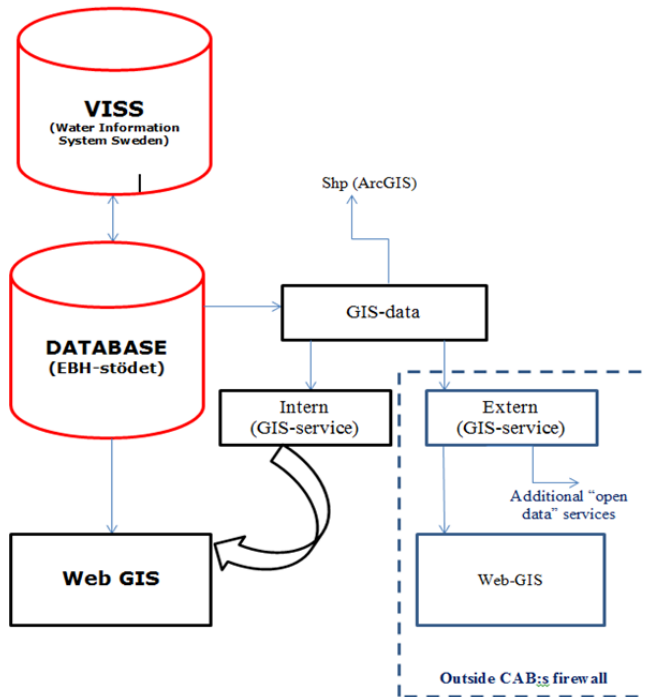 VISS
(Water Information
System Sweden)
Shp (ArcGIS)
DATABASE
(EBH-stödet)
GIS-data
Intern
(GIS-service)
Extern
(GIS-service)
Additional “open
data” services
Web GIS
Web-GIS
Outside CAB:s firewall